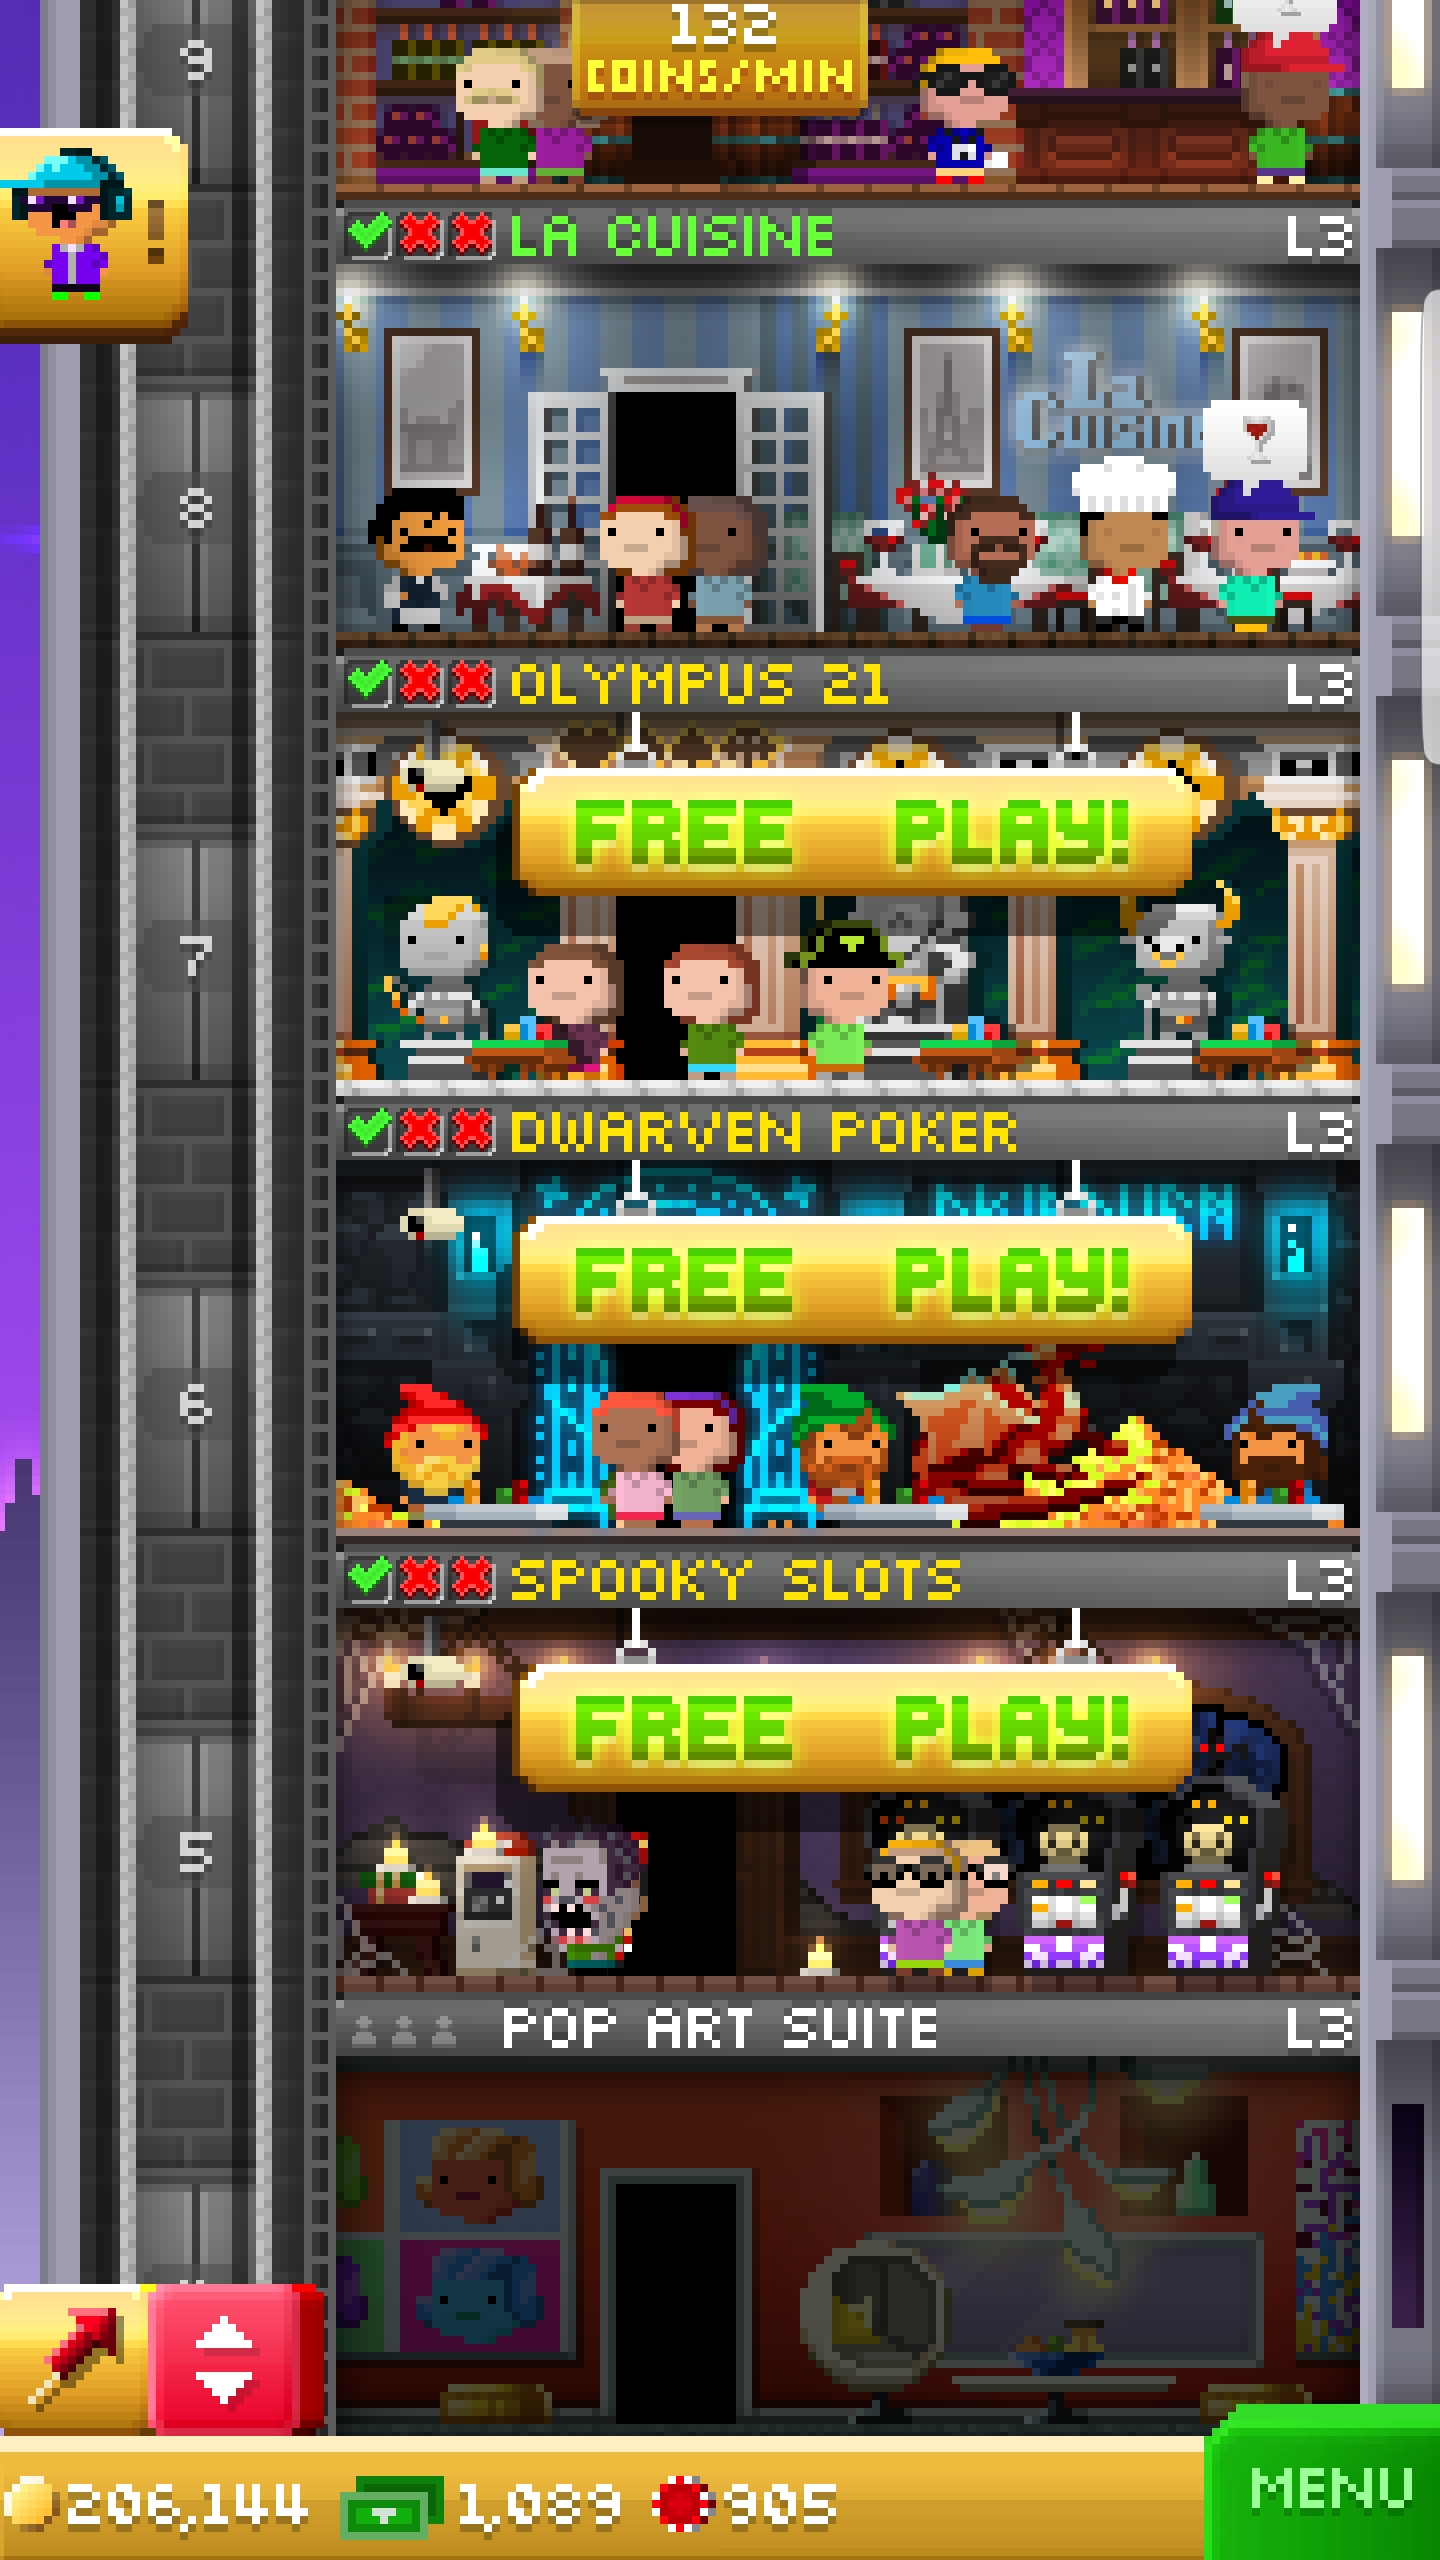 132
COINS/MIN
9
!
LA CUISINE L3
La
Cuisine
8
OLYMPUS 21 L3
FREE PLAY!
7
DWARVEN POKER L3
FREE PLAY!
6
SPOOKY SLOTS L3
FREE PLAY!
5
POP ART SUITE L3
206,144 1,089 905
MENU